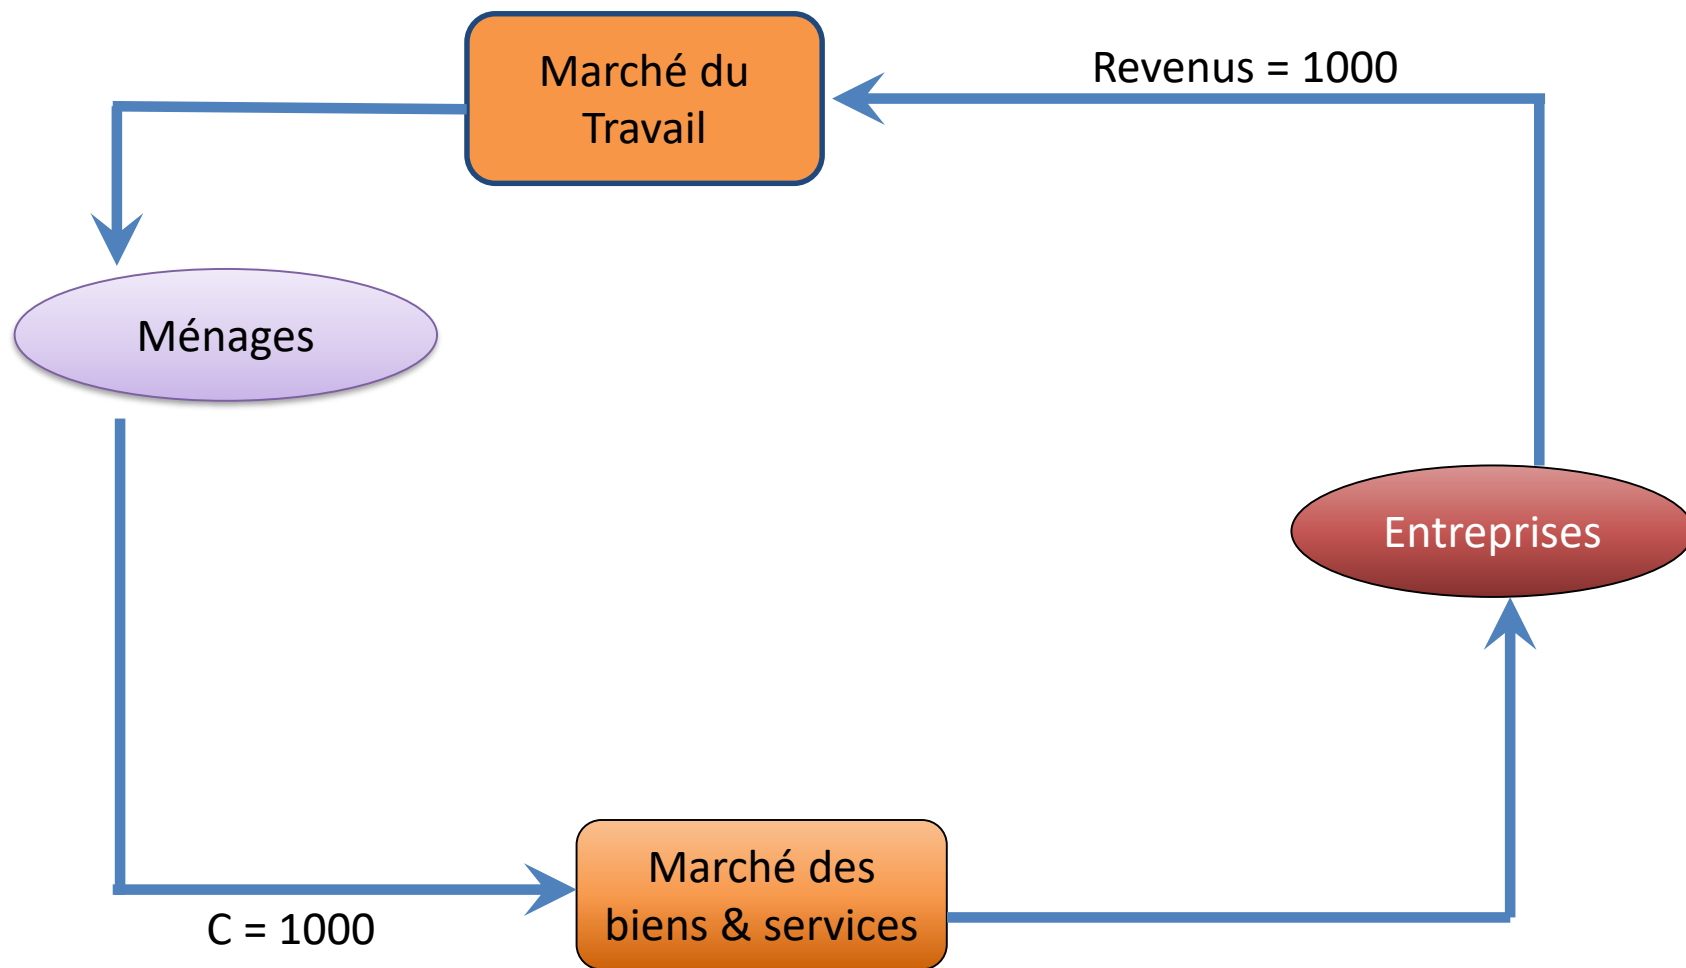 Marché du
Travail
Revenus = 1000
Ménages
Entreprises
Marché des
biens & services
C = 1000